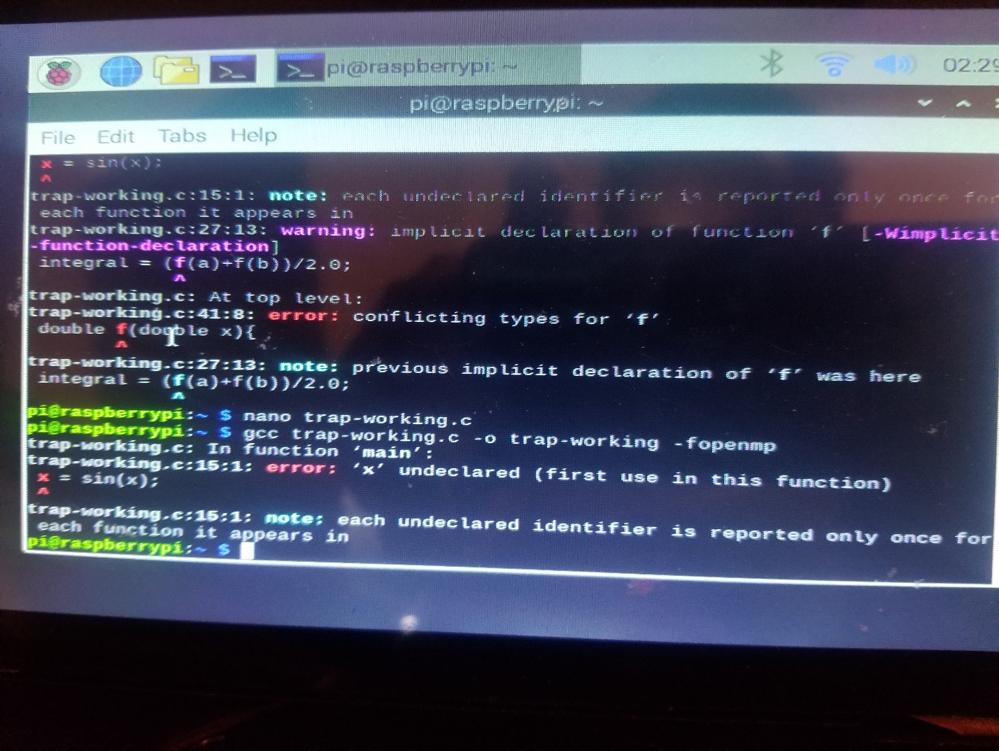 pi@raspberrypi: ~
02:29
pi@raspberrypi: ~
File Edit Tabs Help
x = sin(x);
^
trap-working.c:15:1: note: each undeclared identifier is reported only once for
each function it appears in
trap-working.c:27:13: warning: implicit declaration of function ‘f’ [-Wimplicit
-function-declaration]
integral = (f(a)+f(b))/2.0;
^
trap-working.c: At top level:
trap-working.c:41:8: error: conflicting types for ‘f’
double f(double x){
^
trap-working.c:27:13: note: previous implicit declaration of ‘f’ was here
integral = (f(a)+f(b))/2.0;
^
pi@raspberrypi:~ $ nano trap-working.c
pi@raspberrypi:~ $ gcc trap-working.c -o trap-working -fopenmp
trap-working.c: In function ‘main’:
trap-working.c:15:1: error: ‘x’ undeclared (first use in this function)
x = sin(x);
^
trap-working.c:15:1: note: each undeclared identifier is reported only once for
each function it appears in
pi@raspberrypi:~ $